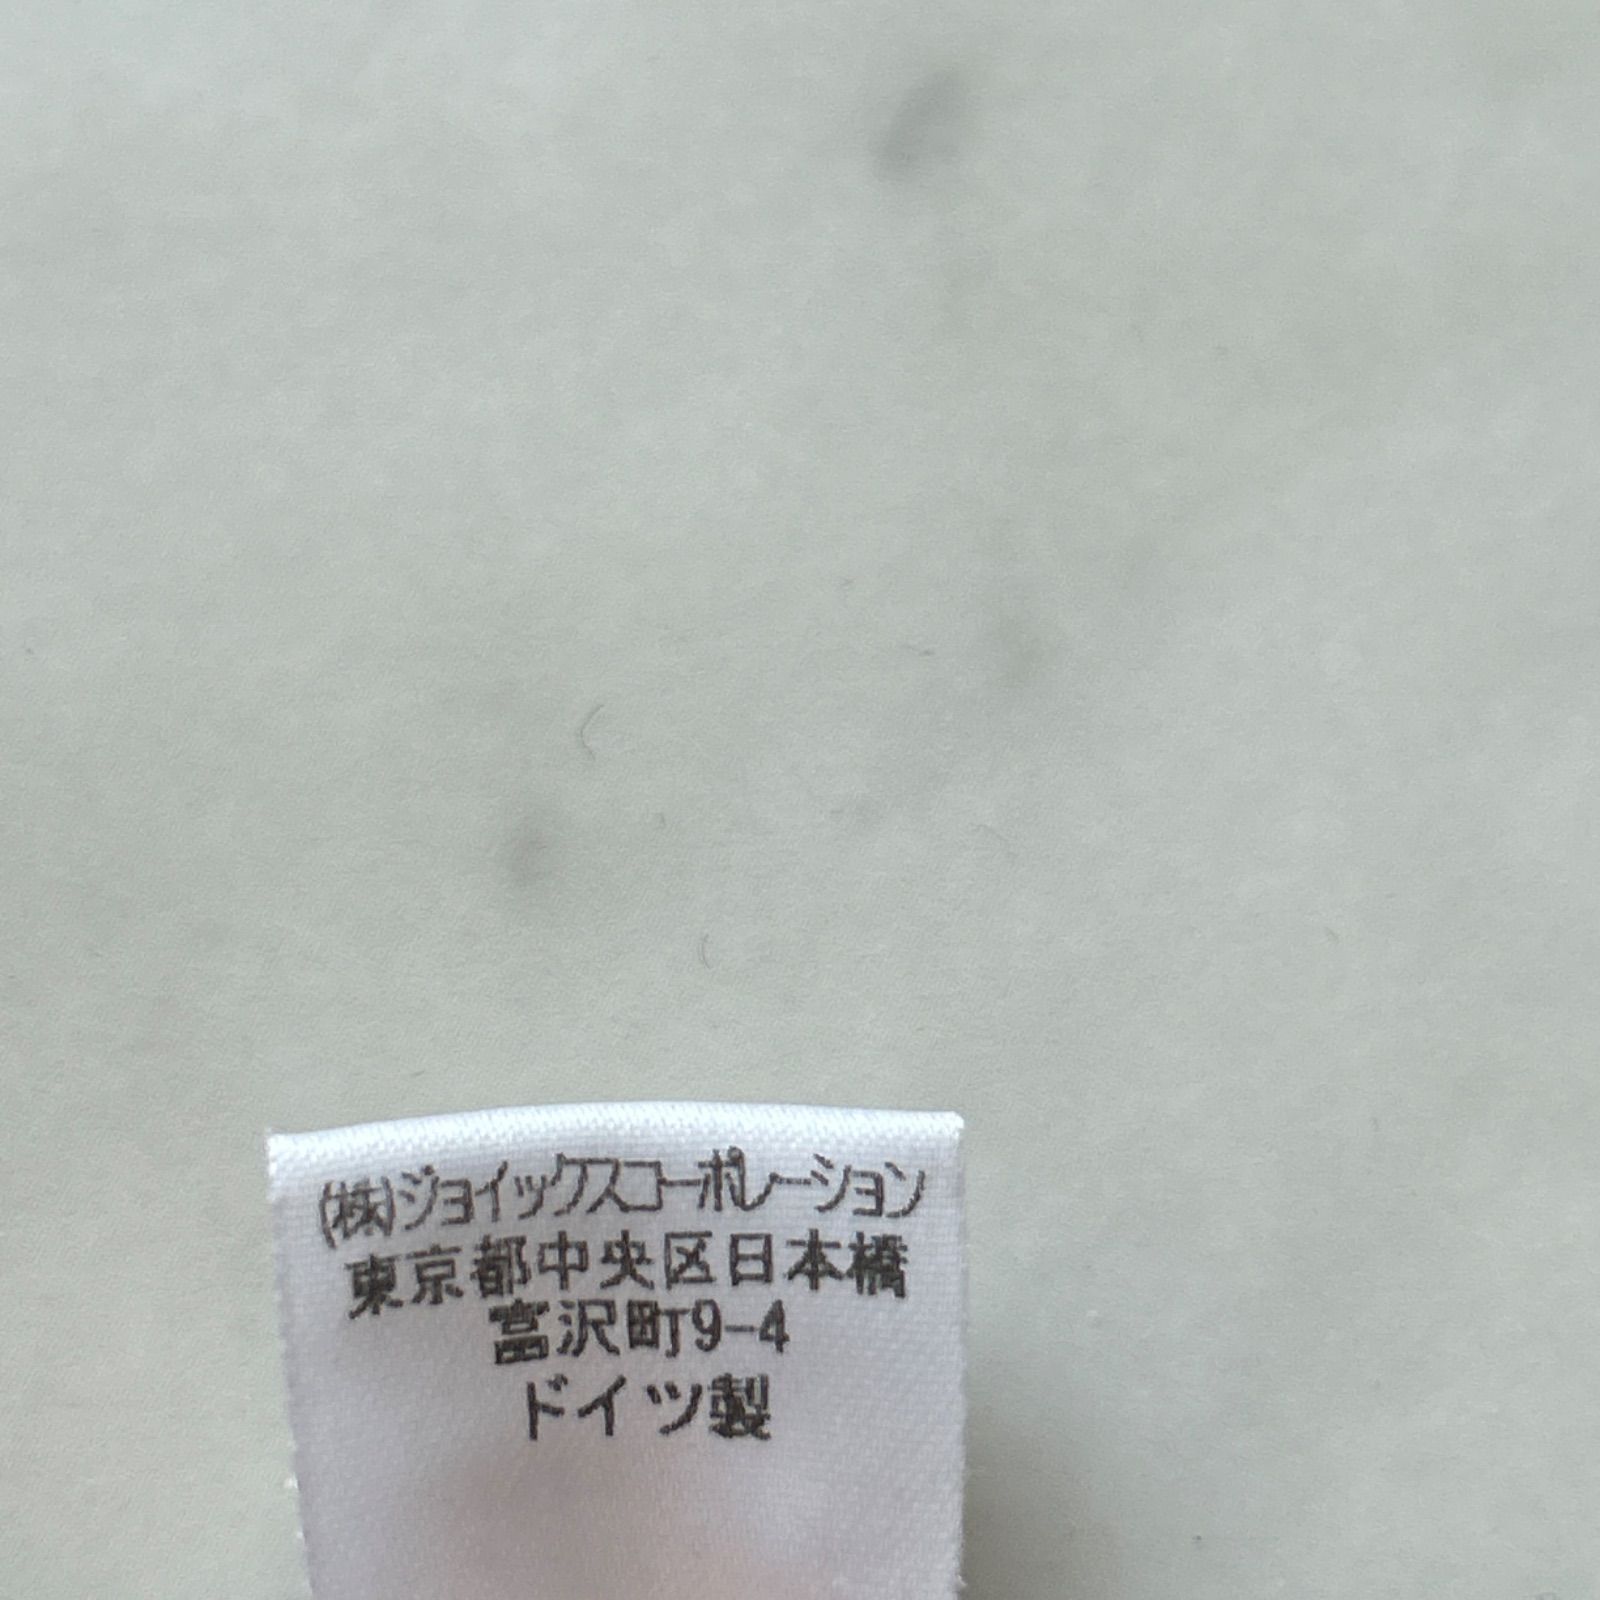 (株)ジョイックスコーポレーション
東京都中央区日本橋
富沢町9-4
ドイツ製